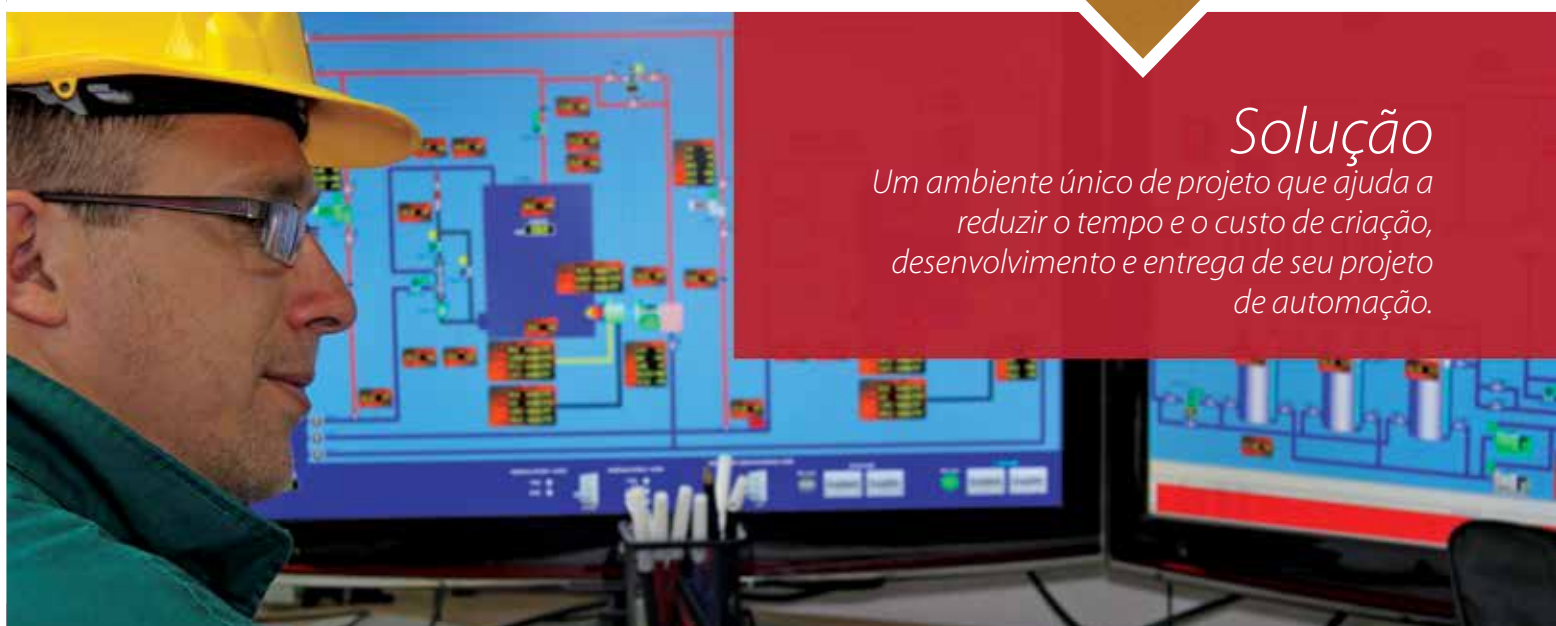 Solução
Um ambiente único de projeto que ajuda a
reduzir o tempo e o custo de criação,
desenvolvimento e entrega de seu projeto
de automação.